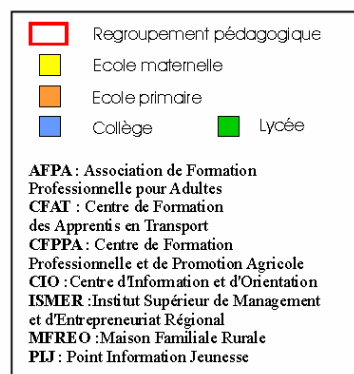 Regroupement pédagogique
Ecole maternelle
Ecole primaire
Collège Lycée
AFPA : Association de Formation
Professionnelle pour Adultes
CFAT : Centre de Formation
des Apprentis en Transport
CFPPA : Centre de Formation
Professionelle et de Promotion Agricole
CIO : Centre d'Information et d'Orientation
ISMER :Institut Supérieur de Management
et d'Entrepreneuriat Régional
MFREO : Maison Familiale Rurale
PIJ : Point Information Jeunesse